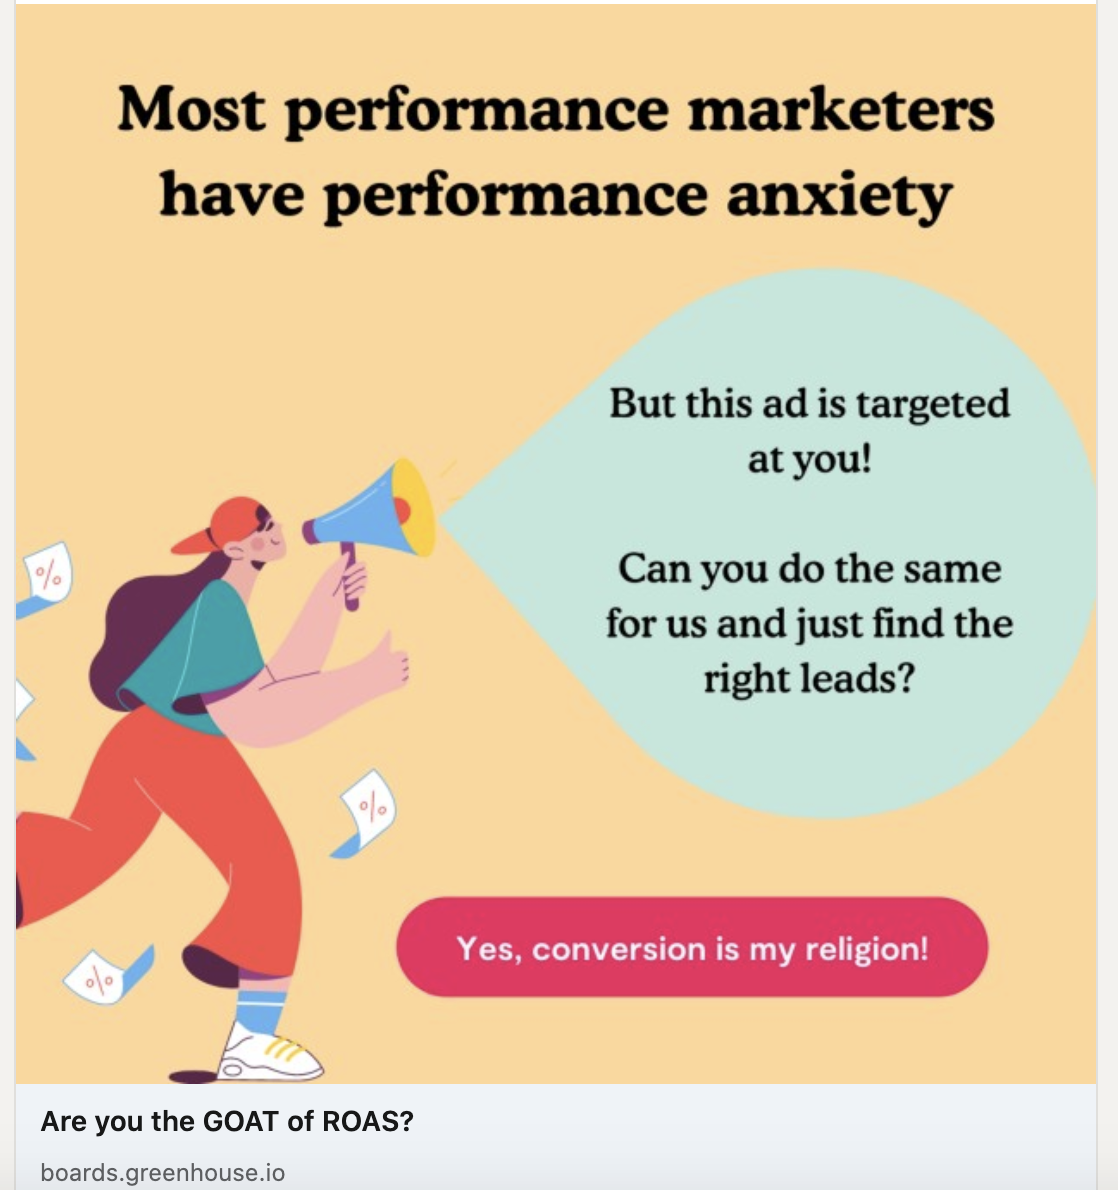 Most performance marketers
have performance anxiety
But this ad is targeted
at you!
Can you do the same
for us and just find the
right leads?
%
%
%
Yes, conversion is my religion!
Are you the GOAT of ROAS?
boards.greenhouse.io